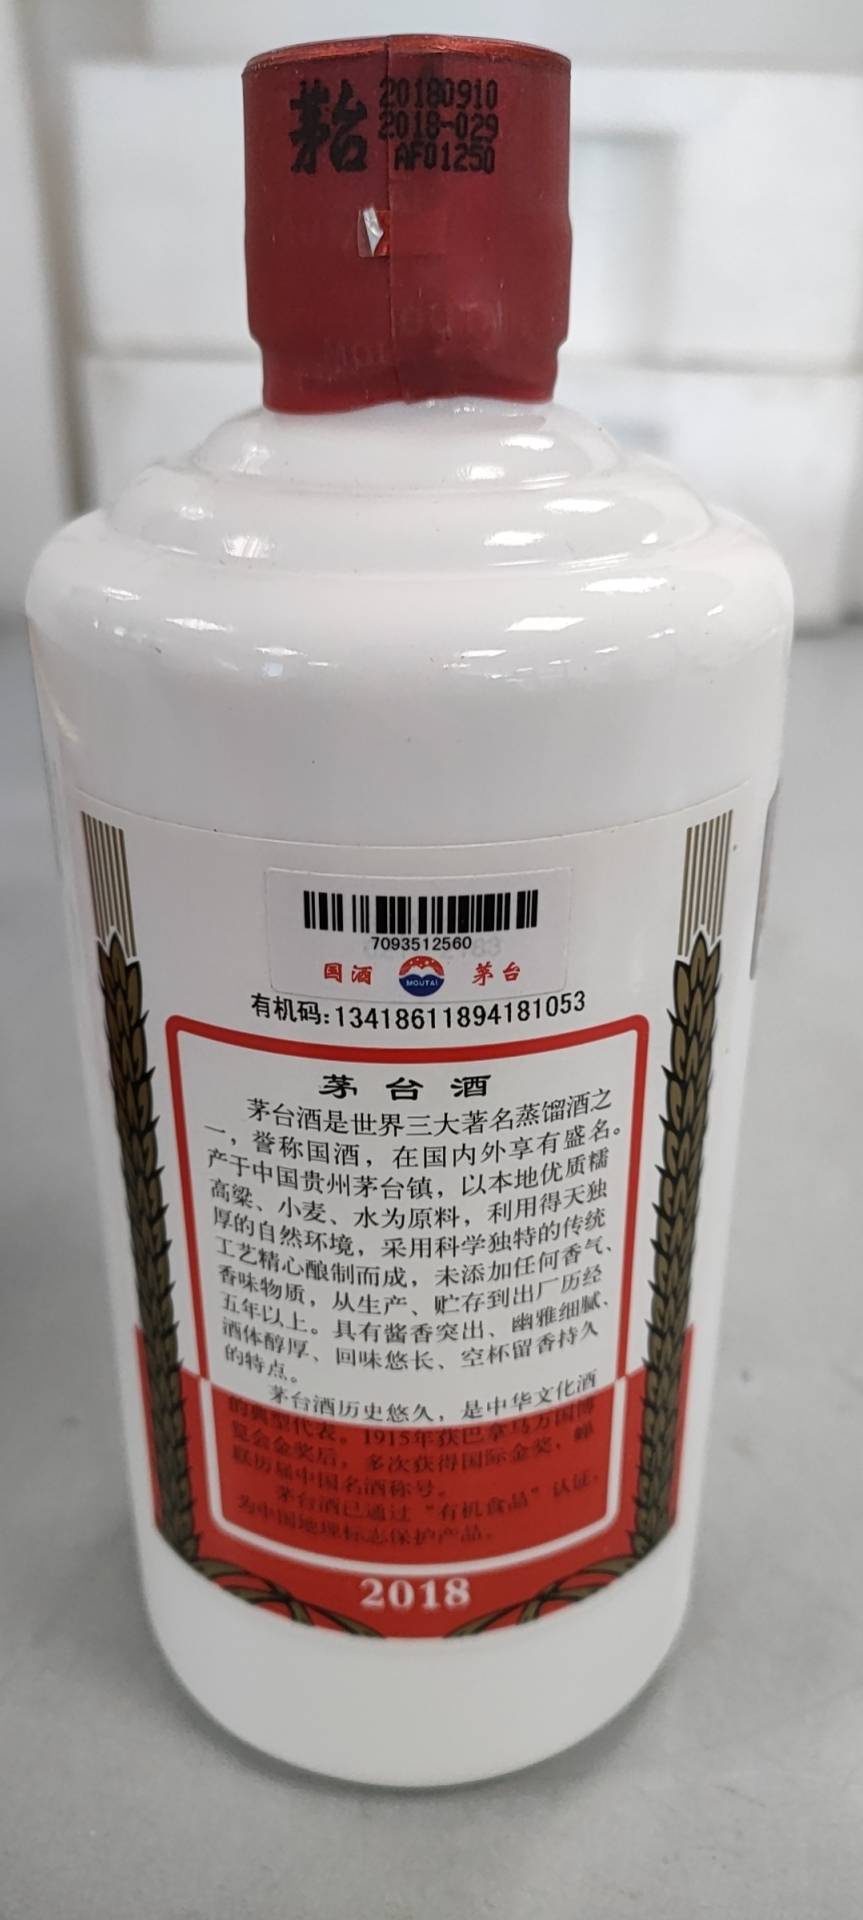 茅台
20180910
2018-029
AF01250
7093512560
国酒
MOUTAI
茅台
有机码:13418611894181053
茅台酒
茅台酒是世界三大著名蒸馏酒之
一，誉称国酒，在国内外享有盛名。
产于中国贵州茅台镇，以本地优质糯
高粱、小麦、水为原料，利用得天独
厚的自然环境，采用科学独特的传统
工艺精心酿制而成，未添加任何香气、
香味物质，从生产、贮存到出厂历经
五年以上。具有酱香突出、幽雅细腻、
酒体醇厚、回味悠长、空杯留香持久
的特点。
茅台酒历史悠久，是中华文化酒
的典型代表。1915年获巴拿马万国博
览会金奖后，多次获得国际金奖，蝉
联历届中国名酒称号。
茅台酒已通过“有机食品”认证，
为中国地理标志保护产品。
2018